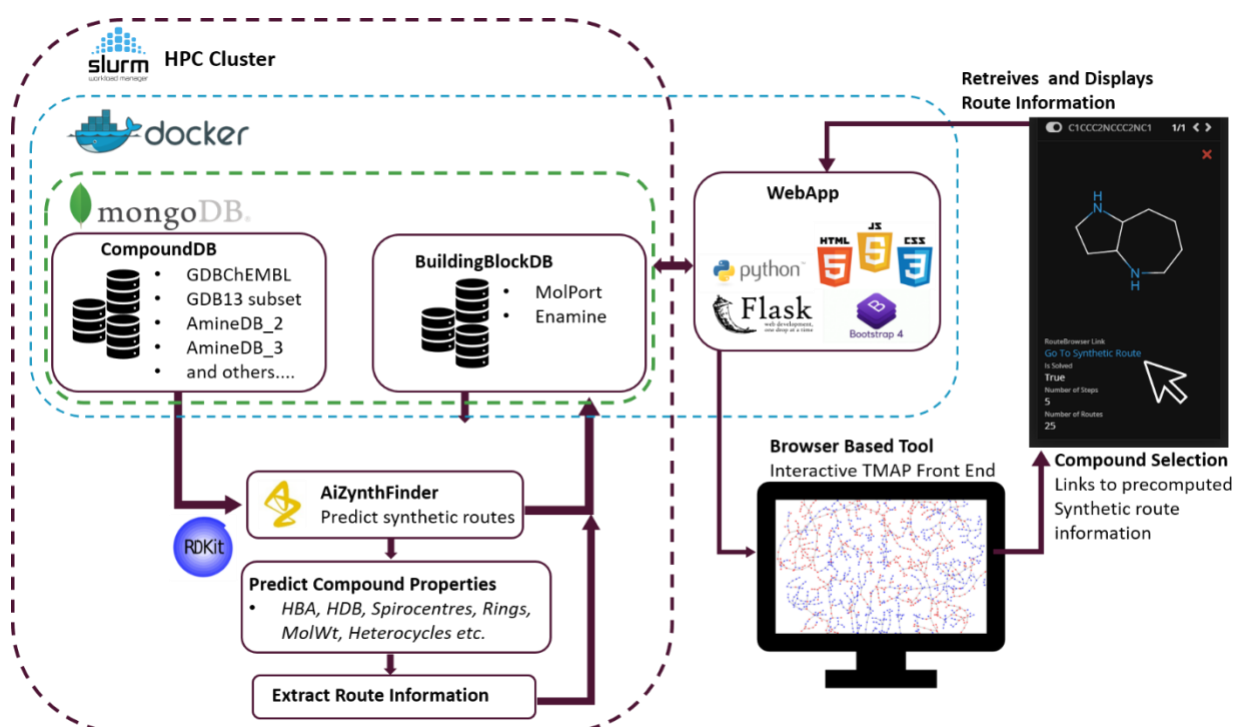 slurm
workload manager
HPC Cluster
docker
mongoDB®
CompoundDB
• GDBChEMBL
• GDB13 subset
• AmineDB_2
• AmineDB_3
• and others....
BuildingBlockDB
• MolPort
• Enamine
WebApp
python™
HTML
5
JS
5
CSS
3
Flask
web development,
one drop at a time
B
Bootstrap 4
Retreives and Displays
Route Information
C1CCC2NCCC2NC1 1/1
H
N
N
H
RouteBrowser Link
Go To Synthetic Route
Is Solved
True
Number of Steps
5
Number of Routes
25
RDKit
AiZynthFinder
Predict synthetic routes
Predict Compound Properties
• HBA, HDB, Spirocentres, Rings,
MolWt, Heterocycles etc.
Extract Route Information
Browser Based Tool
Interactive TMAP Front End
Compound Selection
Links to precomputed
Synthetic route
information